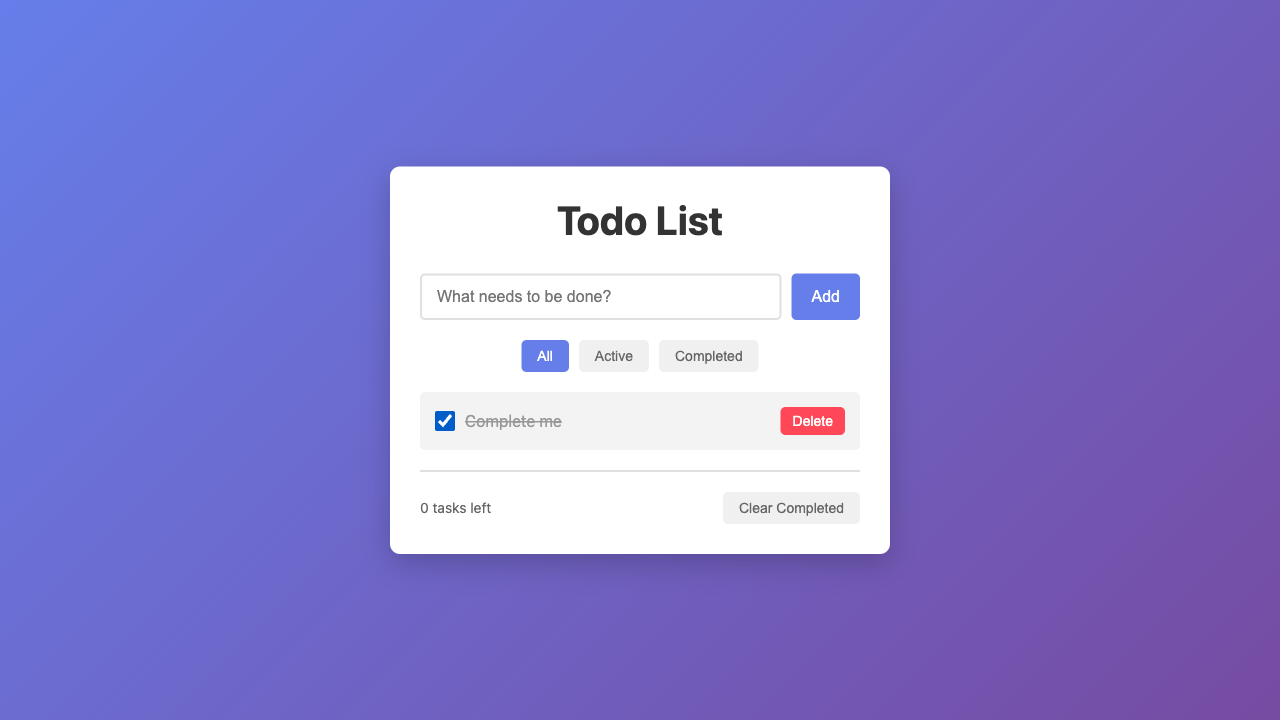 Todo List
What needs to be done?
Add
All
Active
Completed
Complete me
Delete
0 tasks left
Clear Completed